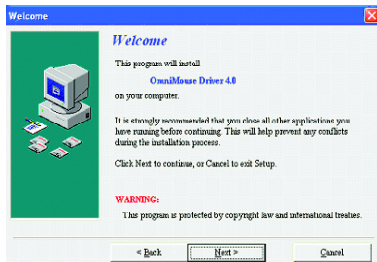 Welcome
Welcome
This program will install
OmniMouse Driver 4.0
on your computer.
It is strongly recommended that you close all other applications you
have running before continuing. This will help prevent any conflicts
during the installation process.
Click Next to continue, or Cancel to exit Setup.
WARNING:
This program is protected by copyright law and international treaties.
< Back
Next >
Cancel